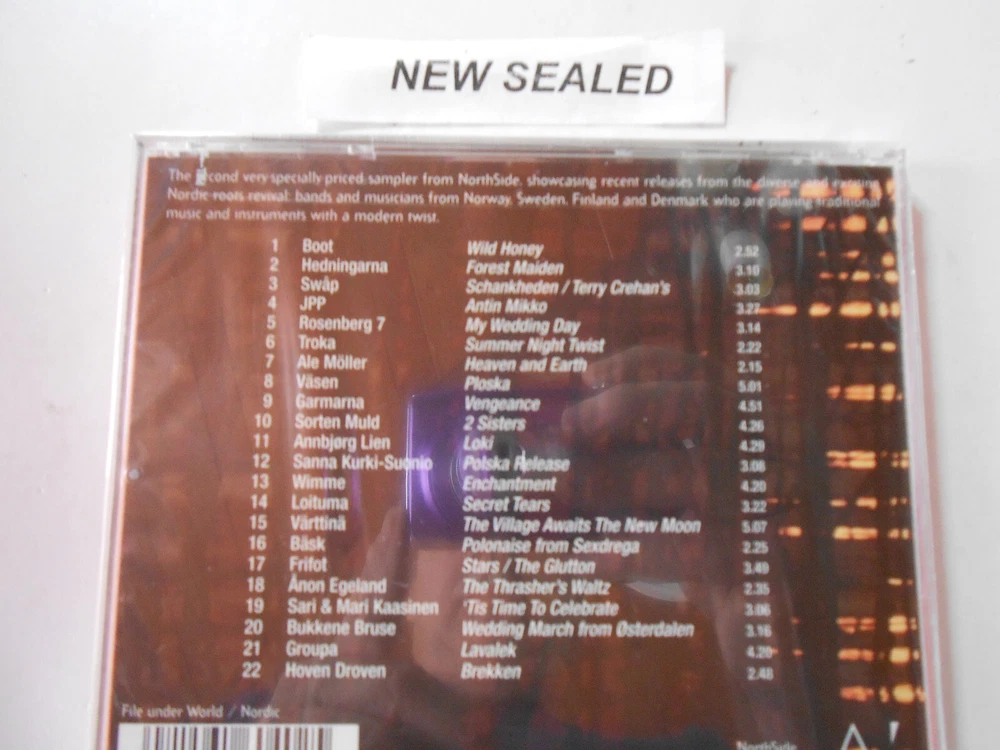 NEW SEALED
The second very specially priced sampler from NorthSide, showcasing recent releases from the diverse and exciting
Nordic roots revival: bands and musicians from Norway, Sweden, Finland and Denmark who are playing traditional
music and instruments with a modern twist.
1 Boot Wild Honey 2.52
2 Hedningarna Forest Maiden 3.10
3 Swåp Schankheden / Terry Crehan's 3.03
4 JPP Antin Mikko 3.27
5 Rosenberg 7 My Wedding Day 3.14
6 Troka Summer Night Twist 2.22
7 Ale Möller Heaven and Earth 2.15
8 Väsen Ploska 5.01
9 Garmarna Vengeance 4.51
10 Sorten Muld 2 Sisters 4.26
11 Annbjørg Lien Loki 4.29
12 Sanna Kurki-Suonio Polska Release 3.08
13 Wimme Enchantment 4.20
14 Loituma Secret Tears 3.22
15 Värttinä The Village Awaits The New Moon 5.07
16 Bäsk Polonaise from Sexdrega 2.25
17 Frifot Stars / The Glutton 3.49
18 Ånon Egeland The Thrasher's Waltz 2.35
19 Sari & Mari Kaasinen 'Tis Time To Celebrate 3.06
20 Bukkene Bruse Wedding March from Østerdalen 3.16
21 Groupa Lavalek 4.20
22 Hoven Droven Brekken 2.48
File under World / Nordic
NorthSide